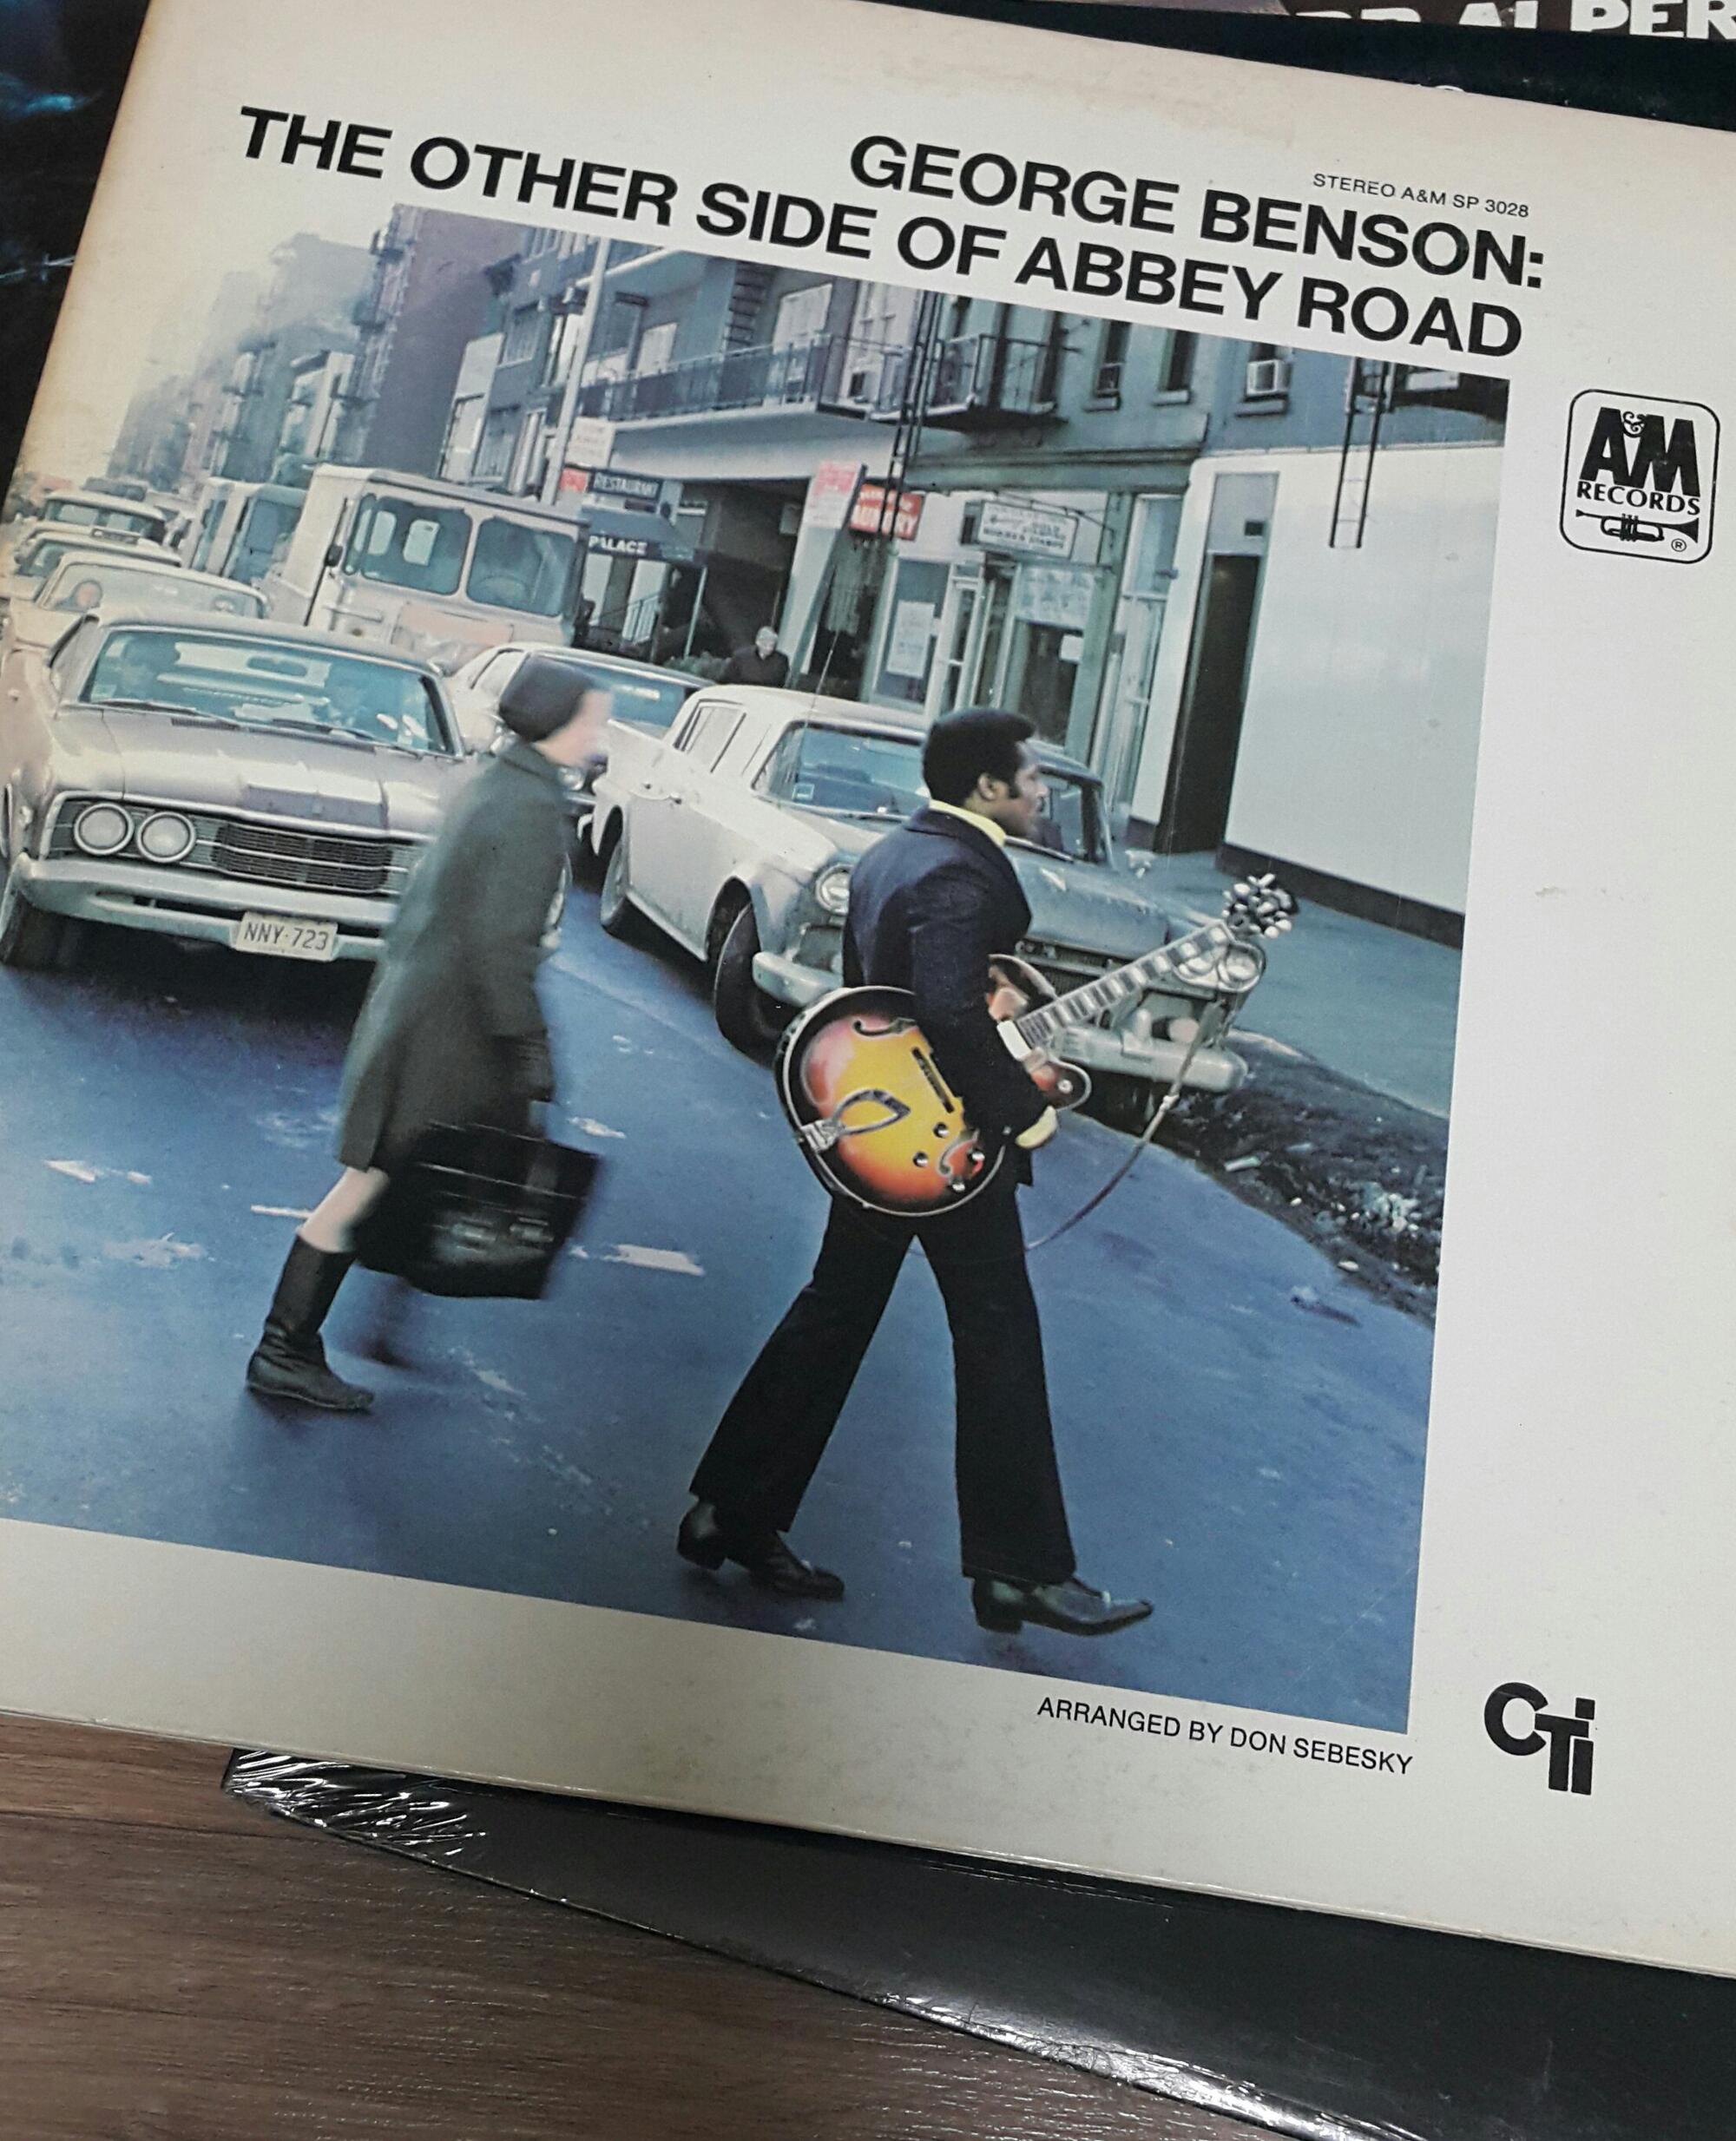 ALPER
STEREO A&M SP 3028
GEORGE BENSON:
THE OTHER SIDE OF ABBEY ROAD
A&M
RECORDS
®
RESTAURANT
PALACE
NNY·723
ARRANGED BY DON SEBESKY
CTi